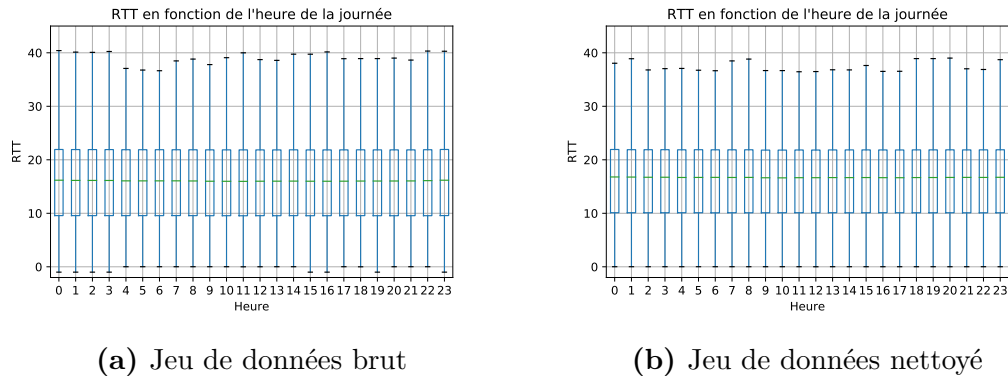 RTT en fonction de l'heure de la journée
40
30
20
10
0
RTT
0 1 2 3 4 5 6 7 8 9 10 11 12 13 14 15 16 17 18 19 20 21 22 23
Heure
(a) Jeu de données brut
RTT en fonction de l'heure de la journée
40
30
20
10
0
RTT
0 1 2 3 4 5 6 7 8 9 10 11 12 13 14 15 16 17 18 19 20 21 22 23
Heure
(b) Jeu de données nettoyé